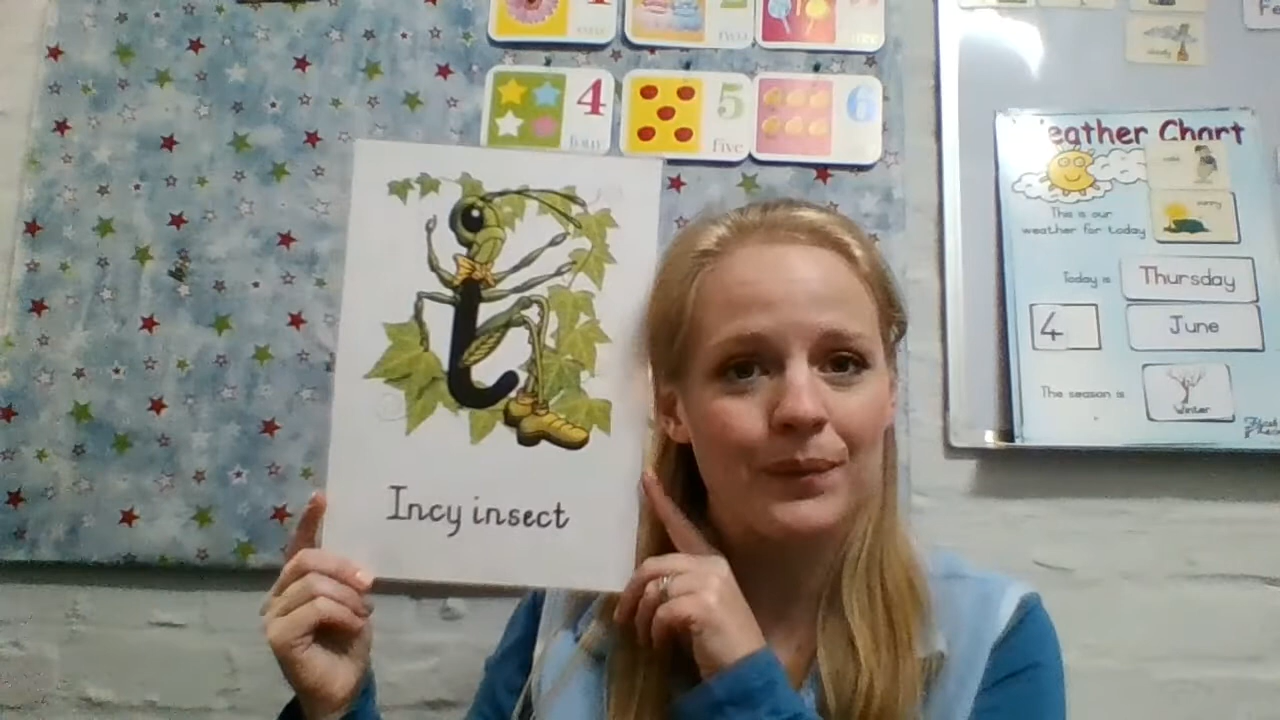 4
four
5
five
6
Incy insect
Weather Chart
sunny
This is our
weather for today
Today is
Thursday
4
June
The season is
Winter